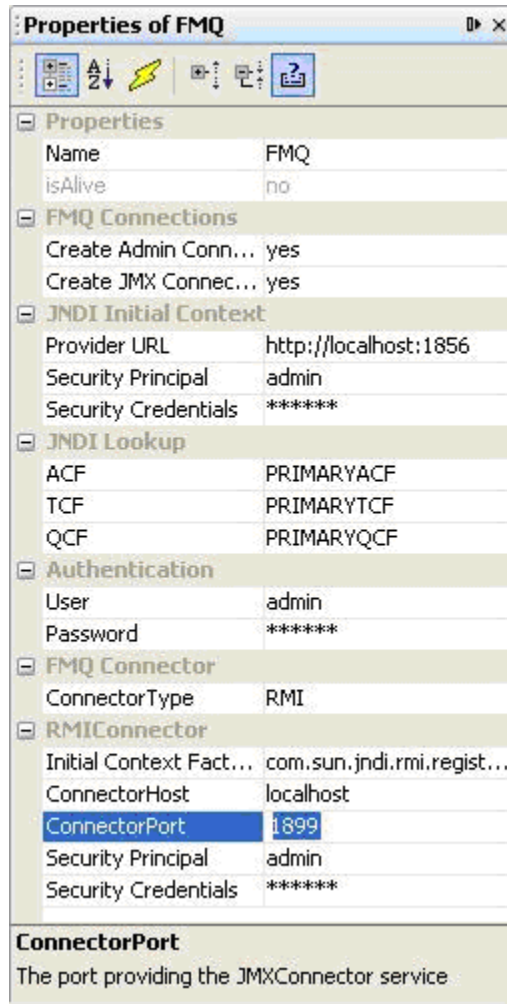 Properties of FMQ
Properties
Name FMQ
isAlive no
FMQ Connections
Create Admin Conn... yes
Create JMX Connec... yes
JNDI Initial Context
Provider URL http://localhost:1856
Security Principal admin
Security Credentials ******
JNDI Lookup
ACF PRIMARYACF
TCF PRIMARYTCF
QCF PRIMARYQCF
Authentication
User admin
Password ******
FMQ Connector
ConnectorType RMI
RMIConnector
Initial Context Fact... com.sun.jndi.rmi.regist...
ConnectorHost localhost
ConnectorPort 1899
Security Principal admin
Security Credentials ******
ConnectorPort
The port providing the JMXConnector service